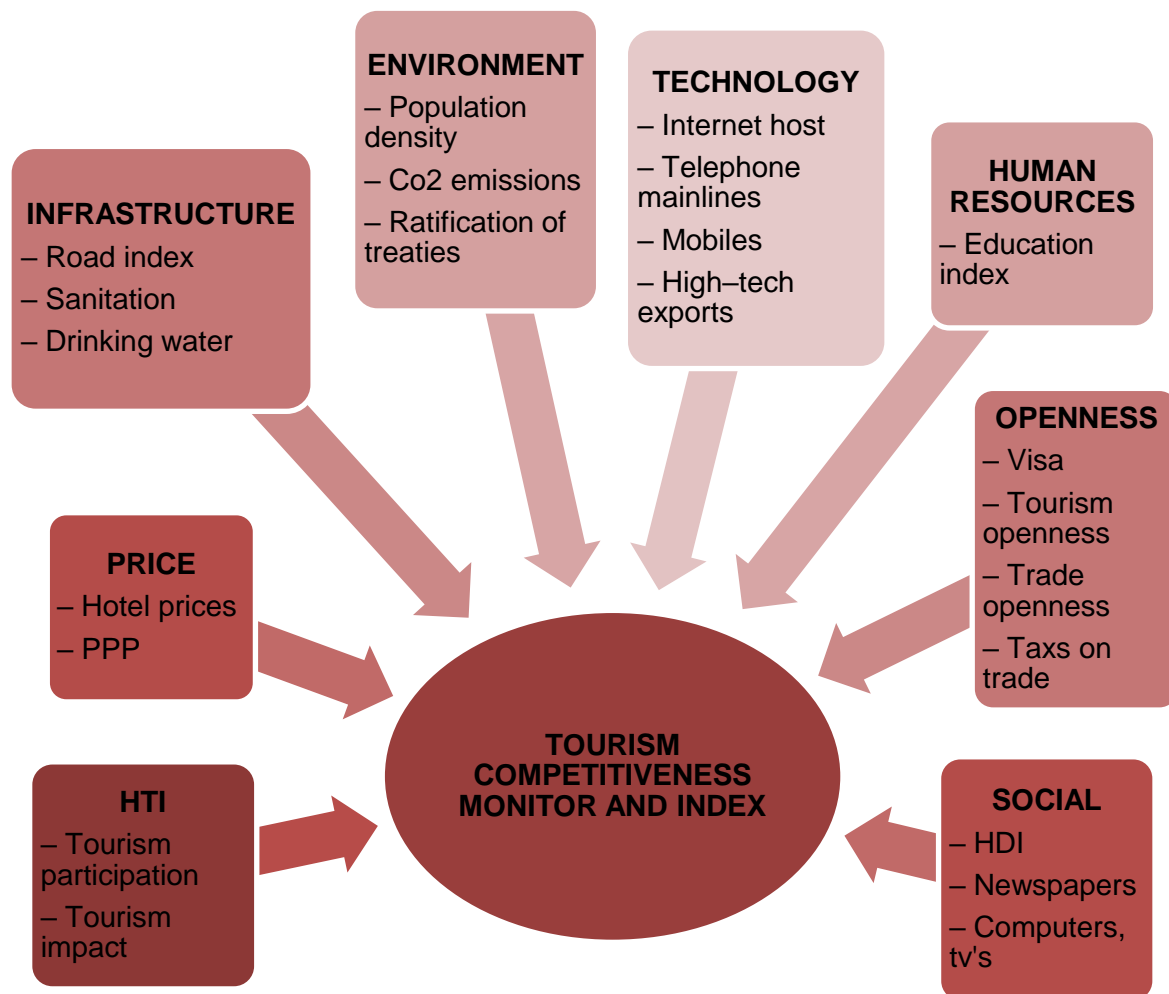 ENVIRONMENT
– Population
density
– Co2 emissions
– Ratification of
treaties
TECHNOLOGY
– Internet host
– Telephone
mainlines
– Mobiles
– High–tech
exports
HUMAN
RESOURCES
– Education
index
INFRASTRUCTURE
– Road index
– Sanitation
– Drinking water
OPENNESS
– Visa
– Tourism
openness
– Trade
openness
– Taxs on
trade
PRICE
– Hotel prices
– PPP
TOURISM
COMPETITIVENESS
MONITOR AND INDEX
HTI
– Tourism
participation
– Tourism
impact
SOCIAL
– HDI
– Newspapers
– Computers,
tv's